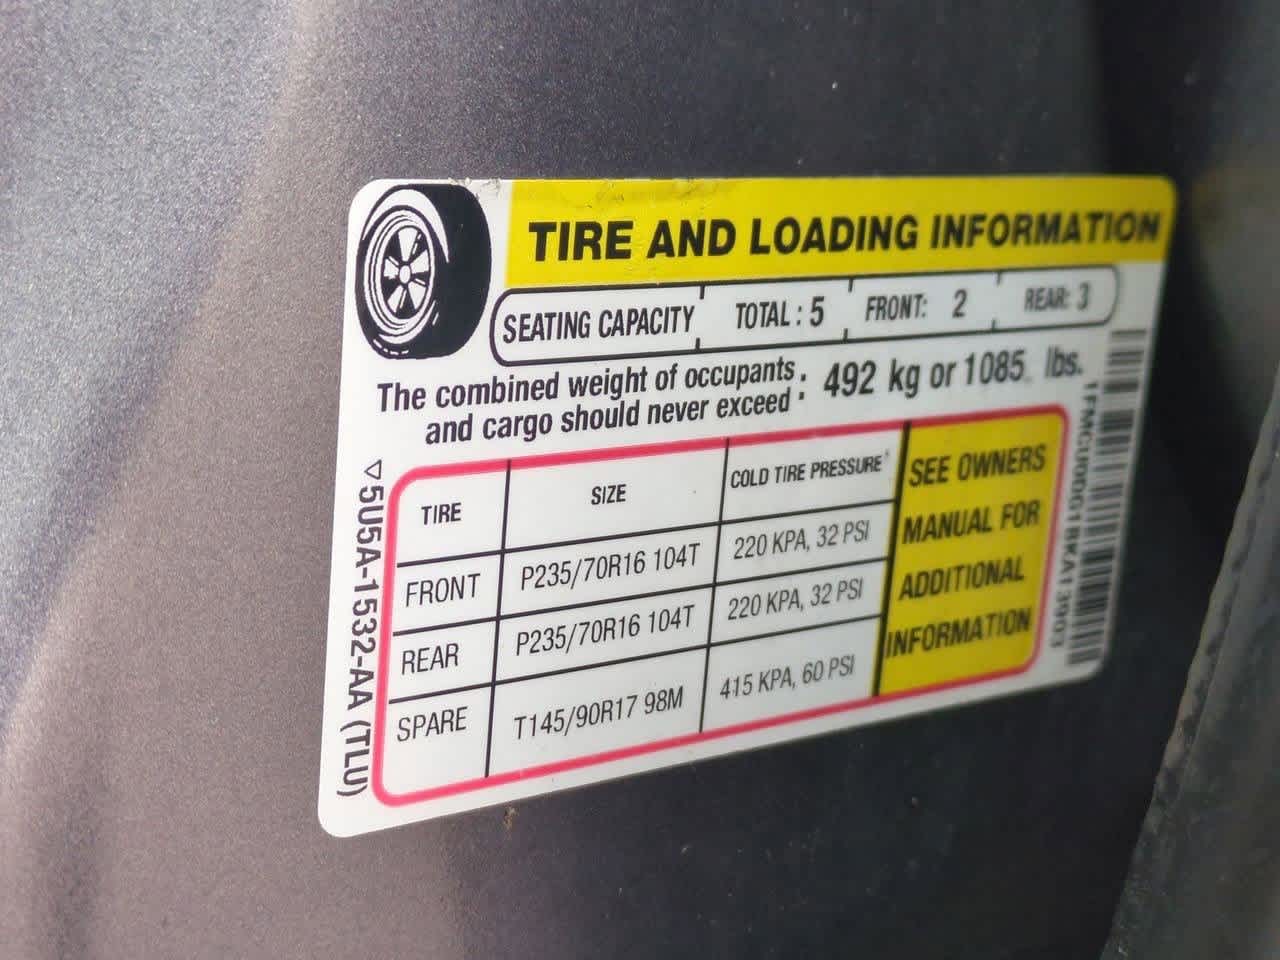 TIRE AND LOADING INFORMATION
SEATING CAPACITY TOTAL : 5 FRONT: 2 REAR: 3
The combined weight of occupants : 492 kg or 1085 lbs.
and cargo should never exceed :
TIRE SIZE COLD TIRE PRESSURE
FRONT P235/70R16 104T 220 KPA, 32 PSI
REAR P235/70R16 104T 220 KPA, 32 PSI
SPARE T145/90R17 98M 415 KPA, 60 PSI
SEE OWNERS
MANUAL FOR
ADDITIONAL
INFORMATION
▽5U5A-1532-AA (TLU)